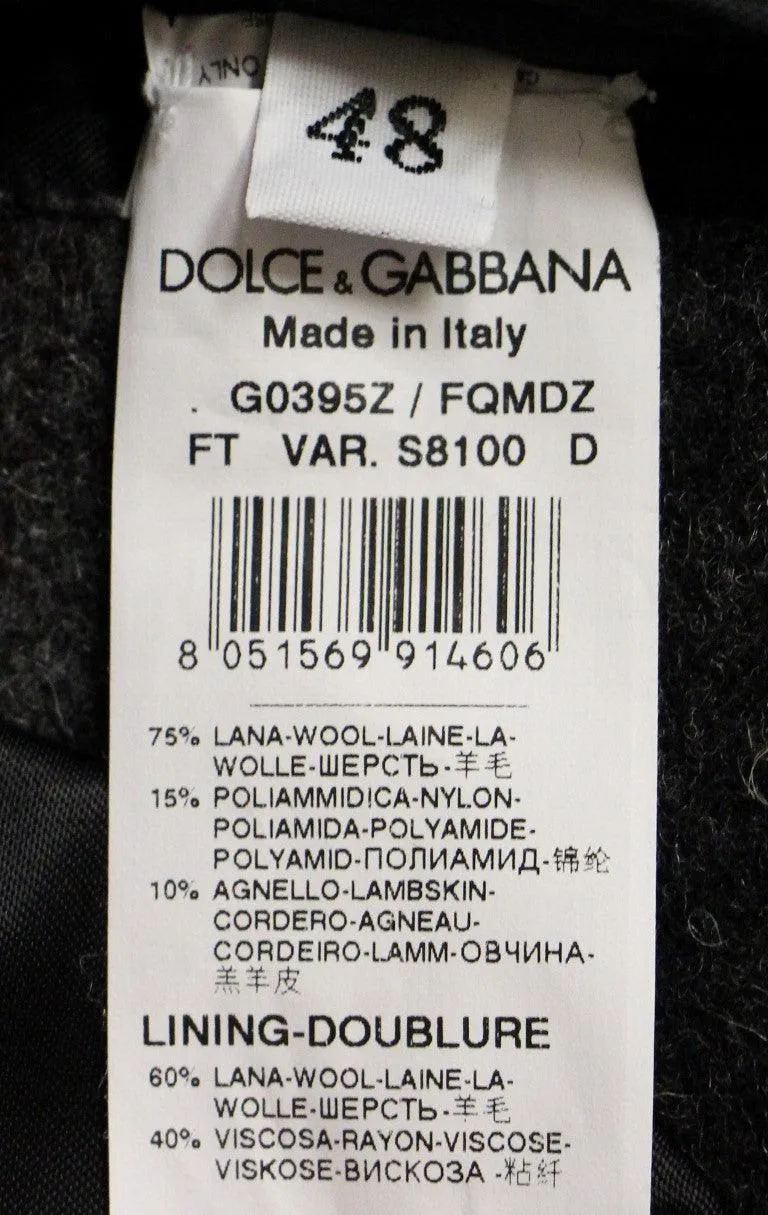 ONLY
48
DOLCE & GABBANA
Made in Italy
. G0395Z / FQMDZ
FT VAR. S8100 D
8 051569 914606
75% LANA-WOOL-LAINE-LA-
WOLLE-ШЕРСТЬ-羊毛
15% POLIAMMIDICA-NYLON-
POLIAMIDA-POLYAMIDE-
POLYAMID-ПОЛИАМИД-锦纶
10% AGNELLO-LAMBSKIN-
CORDERO-AGNEAU-
CORDEIRO-LAMM-ОВЧИНА-
羔羊皮
LINING-DOUBLURE
60% LANA-WOOL-LAINE-LA-
WOLLE-ШЕРСТЬ-羊毛
40% VISCOSA-RAYON-VISCOSE-
VISKOSE-ВИСКОЗА -粘纤